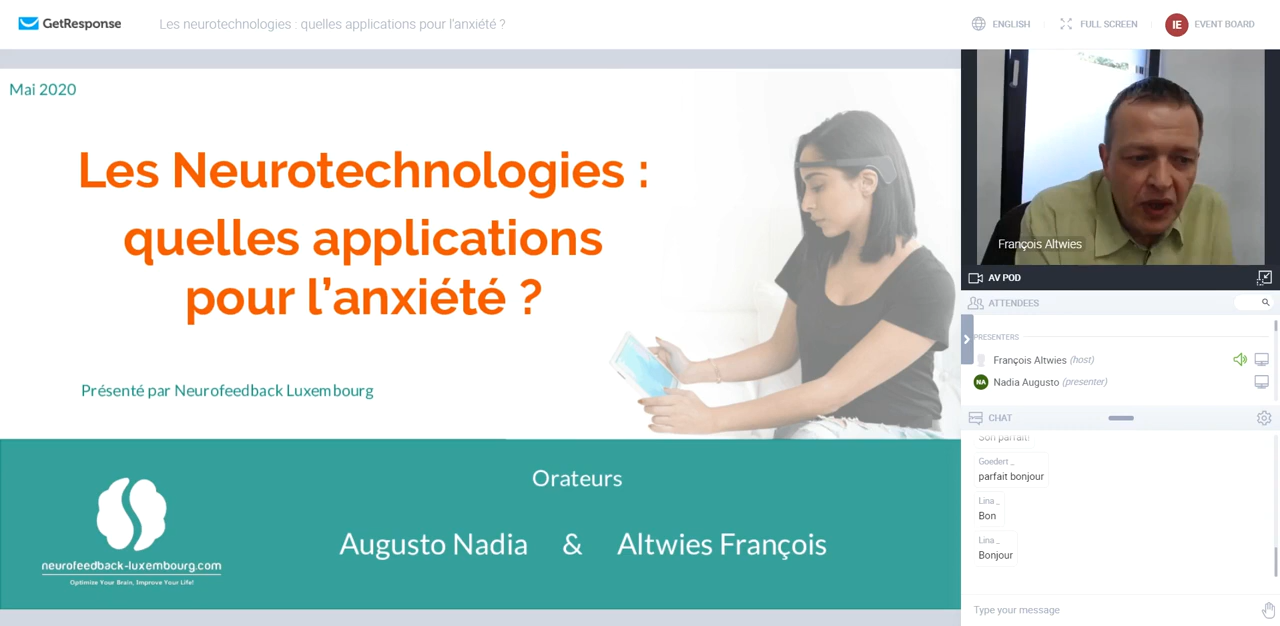 GetResponse
Les neurotechnologies : quelles applications pour l'anxiété ?
ENGLISH
FULL SCREEN
IE
EVENT BOARD
Mai 2020
Les Neurotechnologies :
quelles applications
pour l'anxiété ?
Présenté par Neurofeedback Luxembourg
Orateurs
Augusto Nadia & Altwies François
neurofeedback-luxembourg.com
Optimize Your Brain, Improve Your Life!
François Altwies
AV POD
ATTENDEES
PRESENTERS
François Altwies (host)
NA Nadia Augusto (presenter)
CHAT
Son parfait!
Goedert _
parfait bonjour
Lina _
Bon
Lina _
Bonjour
Type your message